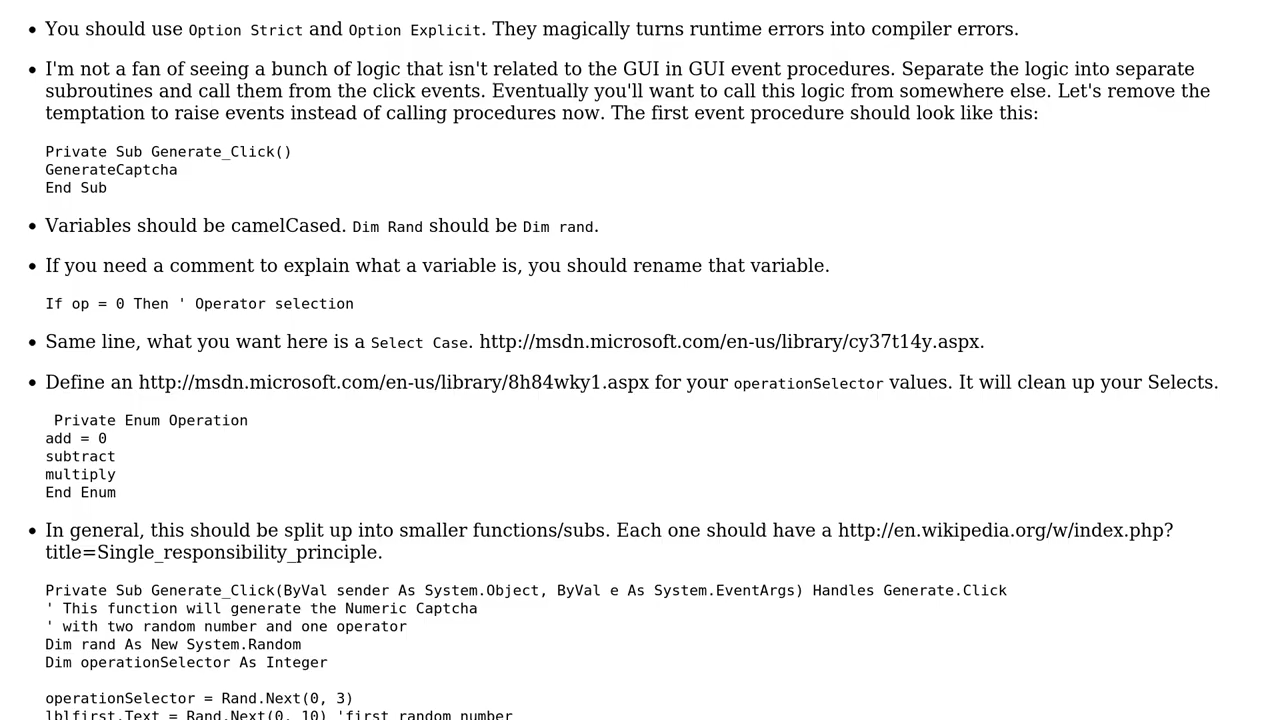 • You should use Option Strict and Option Explicit. They magically turns runtime errors into compiler errors.
• I'm not a fan of seeing a bunch of logic that isn't related to the GUI in GUI event procedures. Separate the logic into separate
subroutines and call them from the click events. Eventually you'll want to call this logic from somewhere else. Let's remove the
temptation to raise events instead of calling procedures now. The first event procedure should look like this:
Private Sub Generate_Click()
GenerateCaptcha
End Sub
• Variables should be camelCased. Dim Rand should be Dim rand.
• If you need a comment to explain what a variable is, you should rename that variable.
If op = 0 Then ' Operator selection
• Same line, what you want here is a Select Case. http://msdn.microsoft.com/en-us/library/cy37t14y.aspx.
• Define an http://msdn.microsoft.com/en-us/library/8h84wky1.aspx for your operationSelector values. It will clean up your Selects.
Private Enum Operation
add = 0
subtract
multiply
End Enum
• In general, this should be split up into smaller functions/subs. Each one should have a http://en.wikipedia.org/w/index.php?
title=Single_responsibility_principle.
Private Sub Generate_Click(ByVal sender As System.Object, ByVal e As System.EventArgs) Handles Generate.Click
' This function will generate the Numeric Captcha
' with two random number and one operator
Dim rand As New System.Random
Dim operationSelector As Integer
operationSelector = Rand.Next(0, 3)
lblfirst.Text = Rand.Next(0, 10) 'first random number